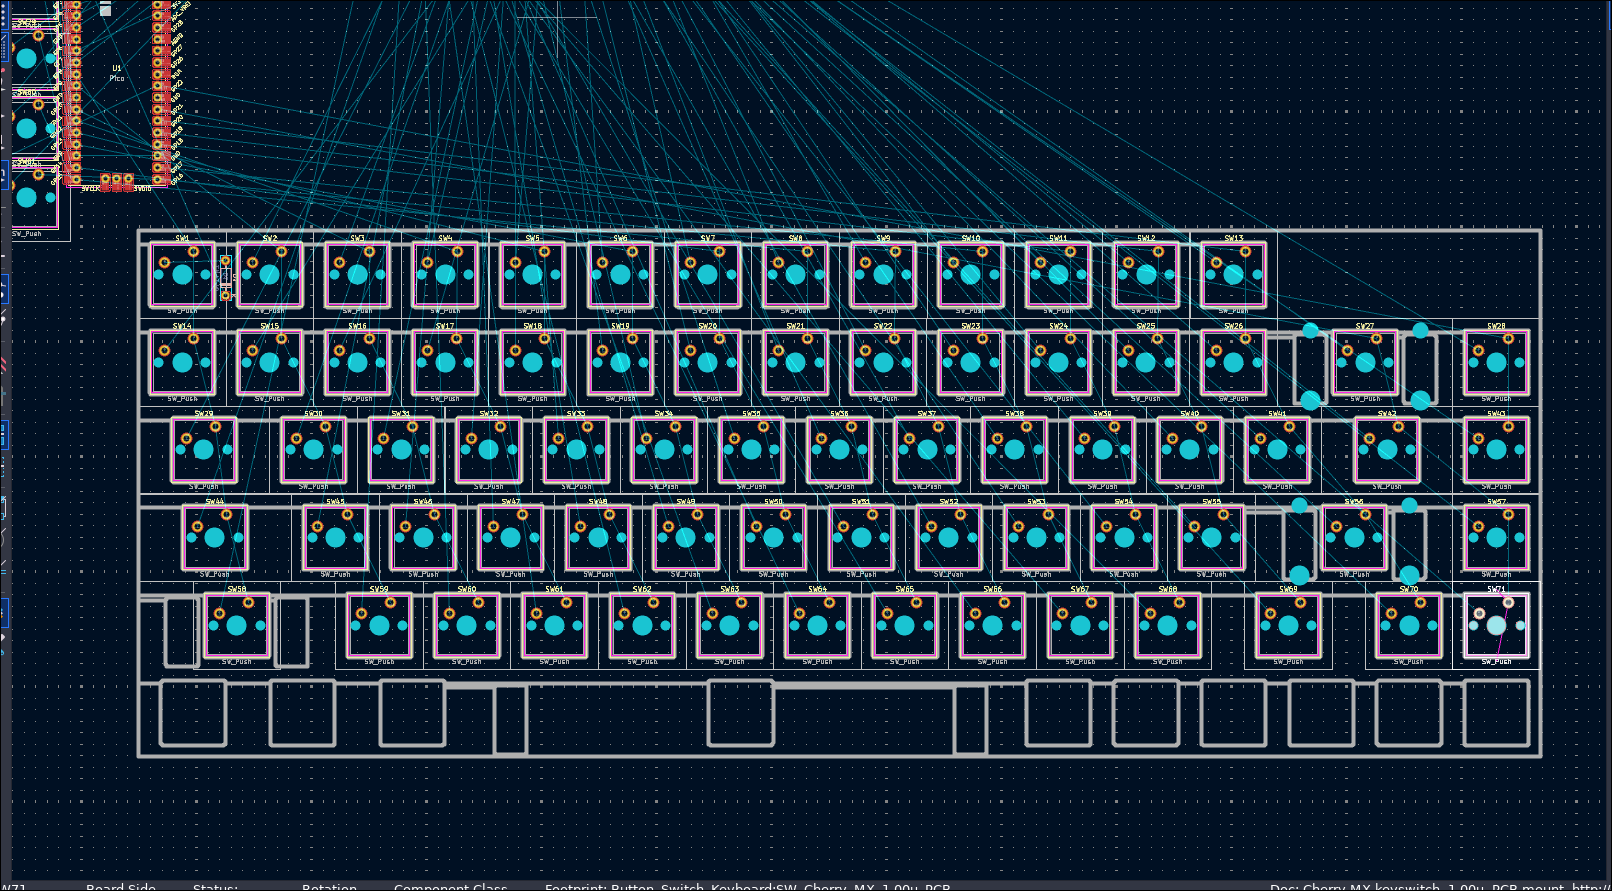 U1
Pico
SW_Push
SW1 SW2 SW3 SW4 SW5 SW6 SW7 SW8 SW9 SW10 SW11 SW12 SW13
SW_Push SW_Push SW_Push SW_Push SW_Push SW_Push SW_Push SW_Push SW_Push SW_Push SW_Push SW_Push SW_Push
SW14 SW15 SW16 SW17 SW18 SW19 SW20 SW21 SW22 SW23 SW24 SW25 SW26 SW27 SW28
SW_Push SW_Push SW_Push SW_Push SW_Push SW_Push SW_Push SW_Push SW_Push SW_Push SW_Push SW_Push SW_Push SW_Push SW_Push
SW29 SW30 SW31 SW32 SW33 SW34 SW35 SW36 SW37 SW38 SW39 SW40 SW41 SW42 SW43
SW_Push SW_Push SW_Push SW_Push SW_Push SW_Push SW_Push SW_Push SW_Push SW_Push SW_Push SW_Push SW_Push SW_Push SW_Push
SW44 SW45 SW46 SW47 SW48 SW49 SW50 SW51 SW52 SW53 SW54 SW55 SW56 SW57
SW_Push SW_Push SW_Push SW_Push SW_Push SW_Push SW_Push SW_Push SW_Push SW_Push SW_Push SW_Push SW_Push SW_Push
SW58 SW59 SW60 SW61 SW62 SW63 SW64 SW65 SW66 SW67 SW68 SW69 SW70 SW71
SW_Push SW_Push SW_Push SW_Push SW_Push SW_Push SW_Push SW_Push SW_Push SW_Push SW_Push SW_Push SW_Push SW_Push
W71 Board Side Status: Rotation Component Class Footprint: Button_Switch_Keyboard:SW_Cherry_MX_1.00u_PCB Doc: Cherry MX keyswitch, 1.00u, PCB mount, http:/